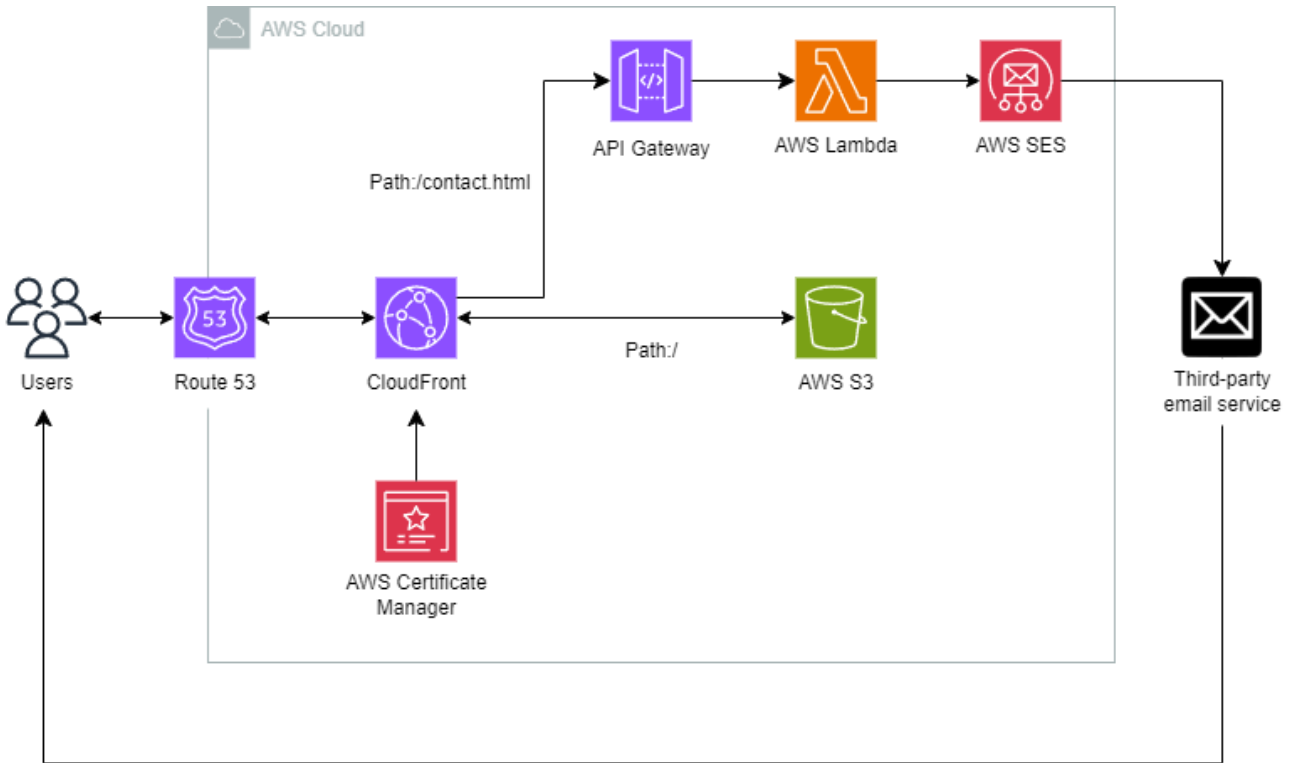 AWS Cloud
API Gateway
AWS Lambda
AWS SES
Path:/contact.html
53
Users
Route 53
CloudFront
Path:/
AWS S3
Third-party
email service
AWS Certificate
Manager